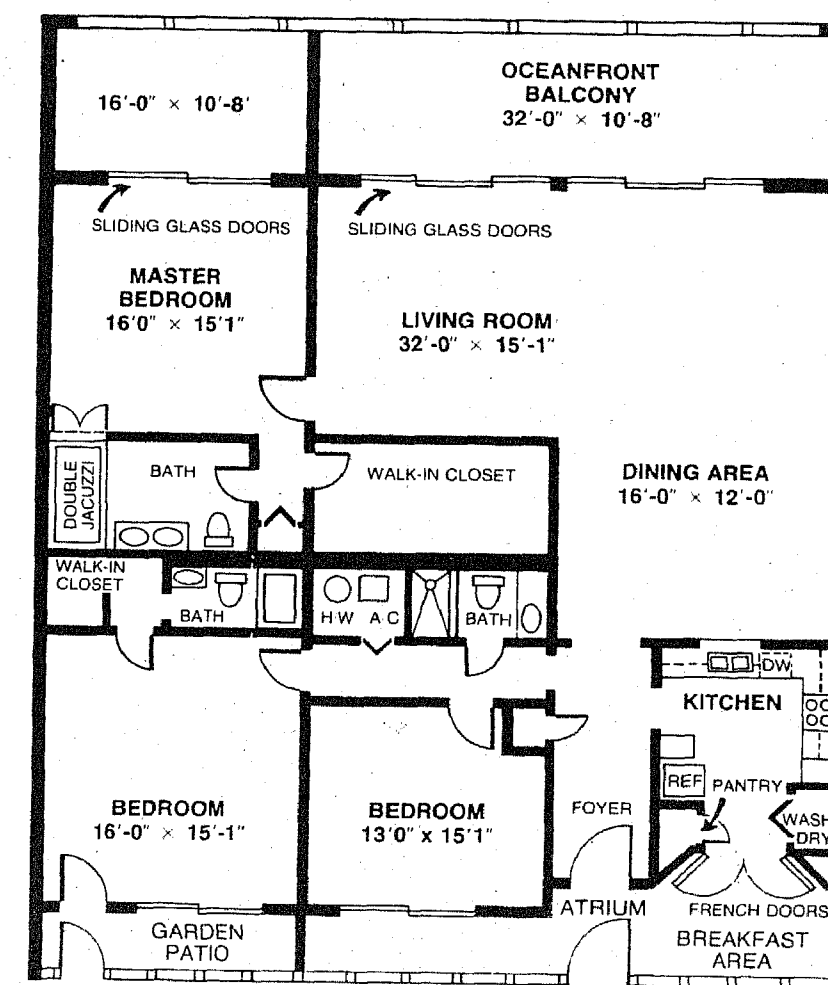 16'-0" × 10'-8'
OCEANFRONT
BALCONY
32'-0" × 10'-8"
SLIDING GLASS DOORS
SLIDING GLASS DOORS
MASTER
BEDROOM
16'0" × 15'1"
LIVING ROOM
32'-0" × 15'-1"
DOUBLE
JACUZZI
BATH
WALK-IN CLOSET
DINING AREA
16'-0" × 12'-0"
WALK-IN
CLOSET
BATH
H·W
A·C
BATH
DW
KITCHEN
REF
PANTRY
BEDROOM
16'-0" × 15'-1"
BEDROOM
13'0" x 15'1"
FOYER
WASH
DRY
GARDEN
PATIO
ATRIUM
FRENCH DOORS
BREAKFAST
AREA